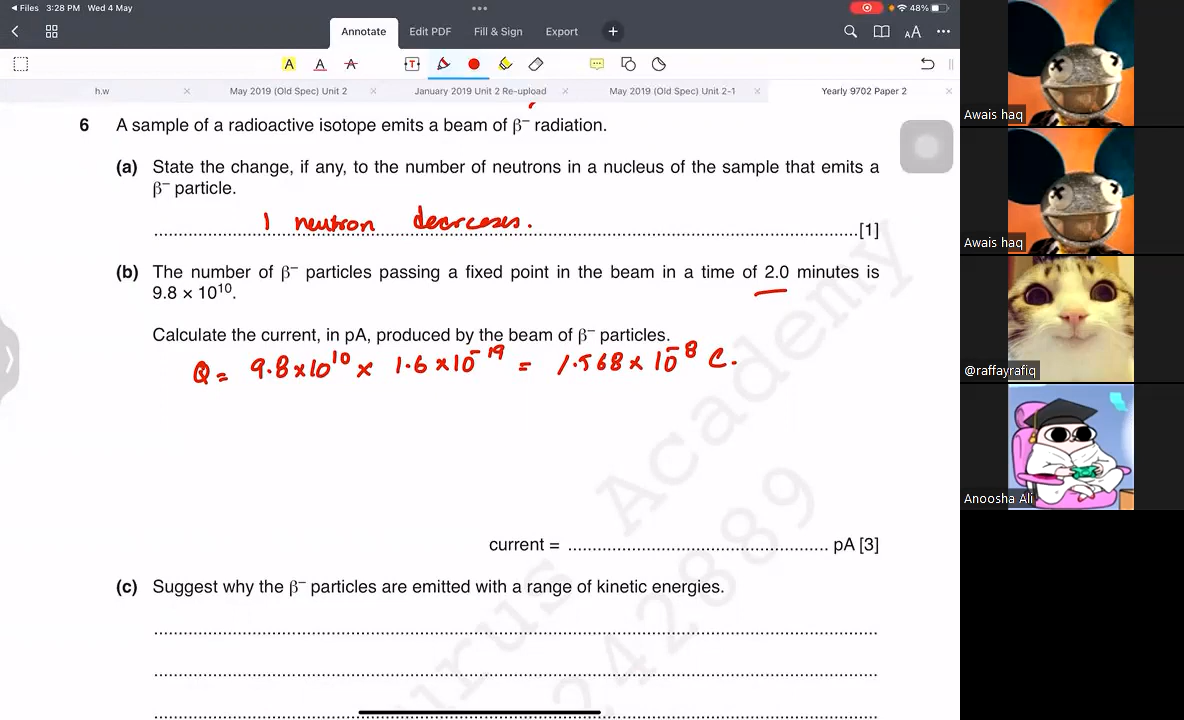 Files 3:28 PM Wed 4 May
48%
Annotate Edit PDF Fill & Sign Export +
AA
A A A T
h.w × May 2019 (Old Spec) Unit 2 × January 2019 Unit 2 Re-upload × May 2019 (Old Spec) Unit 2-1 × Yearly 9702 Paper 2 ×
6 A sample of a radioactive isotope emits a beam of β⁻ radiation.
(a) State the change, if any, to the number of neutrons in a nucleus of the sample that emits a
β⁻ particle.
1 neutron decreases.
[1]
(b) The number of β⁻ particles passing a fixed point in the beam in a time of 2.0 minutes is
9.8 × 10¹⁰.
Calculate the current, in pA, produced by the beam of β⁻ particles.
Q = 9.8×10¹⁰ × 1.6×10⁻¹⁹ = 1.568 × 10⁻⁸ C.
current = ................................................ pA [3]
(c) Suggest why the β⁻ particles are emitted with a range of kinetic energies.
urus Academy
242889
Awais haq
Awais haq
@raffayrafiq
Anoosha Ali